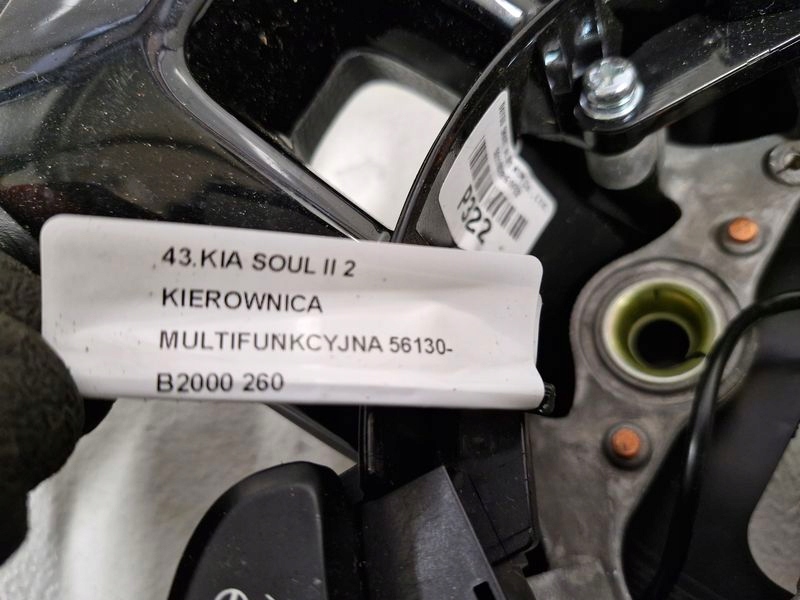 43.KIA SOUL II 2
KIEROWNICA
MULTIFUNKCYJNA 56130-
B2000 260
P322